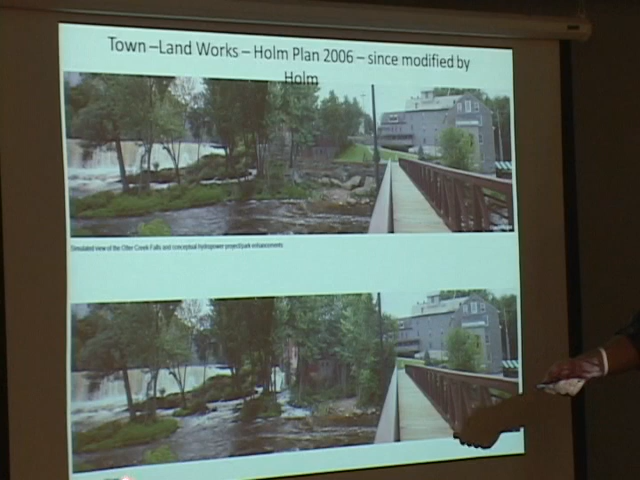 Town –Land Works – Holm Plan 2006 – since modified by
Holm
Simulated view of the Otter Creek Falls and conceptual hydropower project/park enhancements